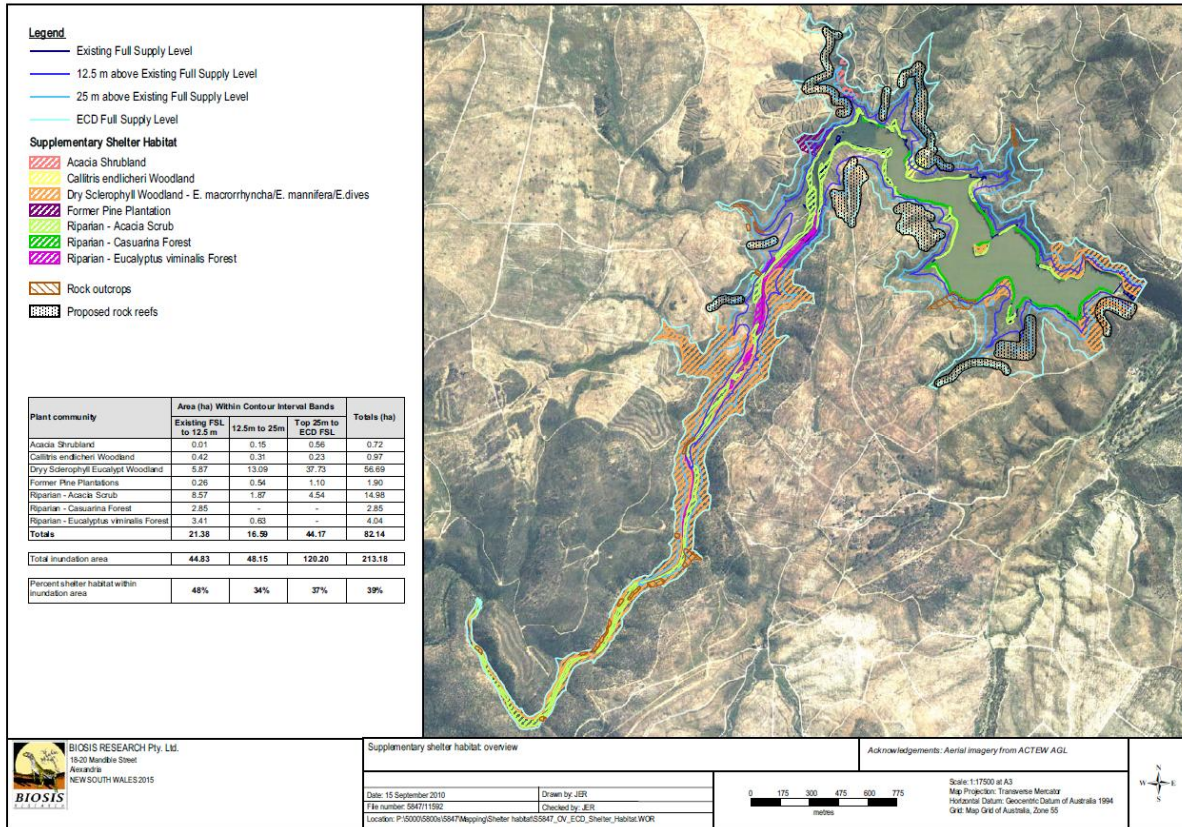 Legend
Existing Full Supply Level
12.5 m above Existing Full Supply Level
25 m above Existing Full Supply Level
ECD Full Supply Level
Supplementary Shelter Habitat
Acacia Shrubland
Callitris endlicheri Woodland
Dry Sclerophyll Woodland - E. macrorrhyncha/E. mannifera/E.dives
Former Pine Plantation
Riparian - Acacia Scrub
Riparian - Casuarina Forest
Riparian - Eucalyptus viminalis Forest
Rock outcrops
Proposed rock reefs
Plant community Area (ha) Within Contour Interval Bands Totals (ha)
Existing FSL to 12.5 m 12.5m to 25m Top 25m to ECD FSL
Acacia Shrubland 0.01 0.15 0.56 0.72
Callitris endlicheri Woodland 0.42 0.31 0.23 0.97
Dryy Sclerophyll Eucalypt Woodland 5.87 13.09 37.73 56.69
Former Pine Plantations 0.26 0.54 1.10 1.90
Riparian - Acacia Scrub 8.57 1.87 4.54 14.98
Riparian - Casuarina Forest 2.85 - - 2.85
Riparian - Eucalyptus viminalis Forest 3.41 0.63 - 4.04
Totals 21.38 16.59 44.17 82.14
Total inundation area 44.83 48.15 120.20 213.18
Percent shelter habitat within
inundation area 48% 34% 37% 39%
BIOSIS RESEARCH Pty. Ltd.
18-20 Mandible Street
Alexandria
NEW SOUTH WALES 2015
BIOSIS
RESEARCH
Supplementary shelter habitat: overview
Acknowledgements: Aerial imagery from ACTEW AGL
Date: 15 September 2010 Drawn by: JER
File number: 5847/11592 Checked by: JER
Location: P:\5000\5800s\5847\Mapping\Shelter habitat\S5847_OV_ECD_Shelter_Habitat.WOR
0 175 300 475 600 775
metres
Scale: 1:17500 at A3
Map Projection: Transverse Mercator
Horizontal Datum: Geocentric Datum of Australia 1994
Grid: Map Grid of Australia, Zone 55
N
W E
S